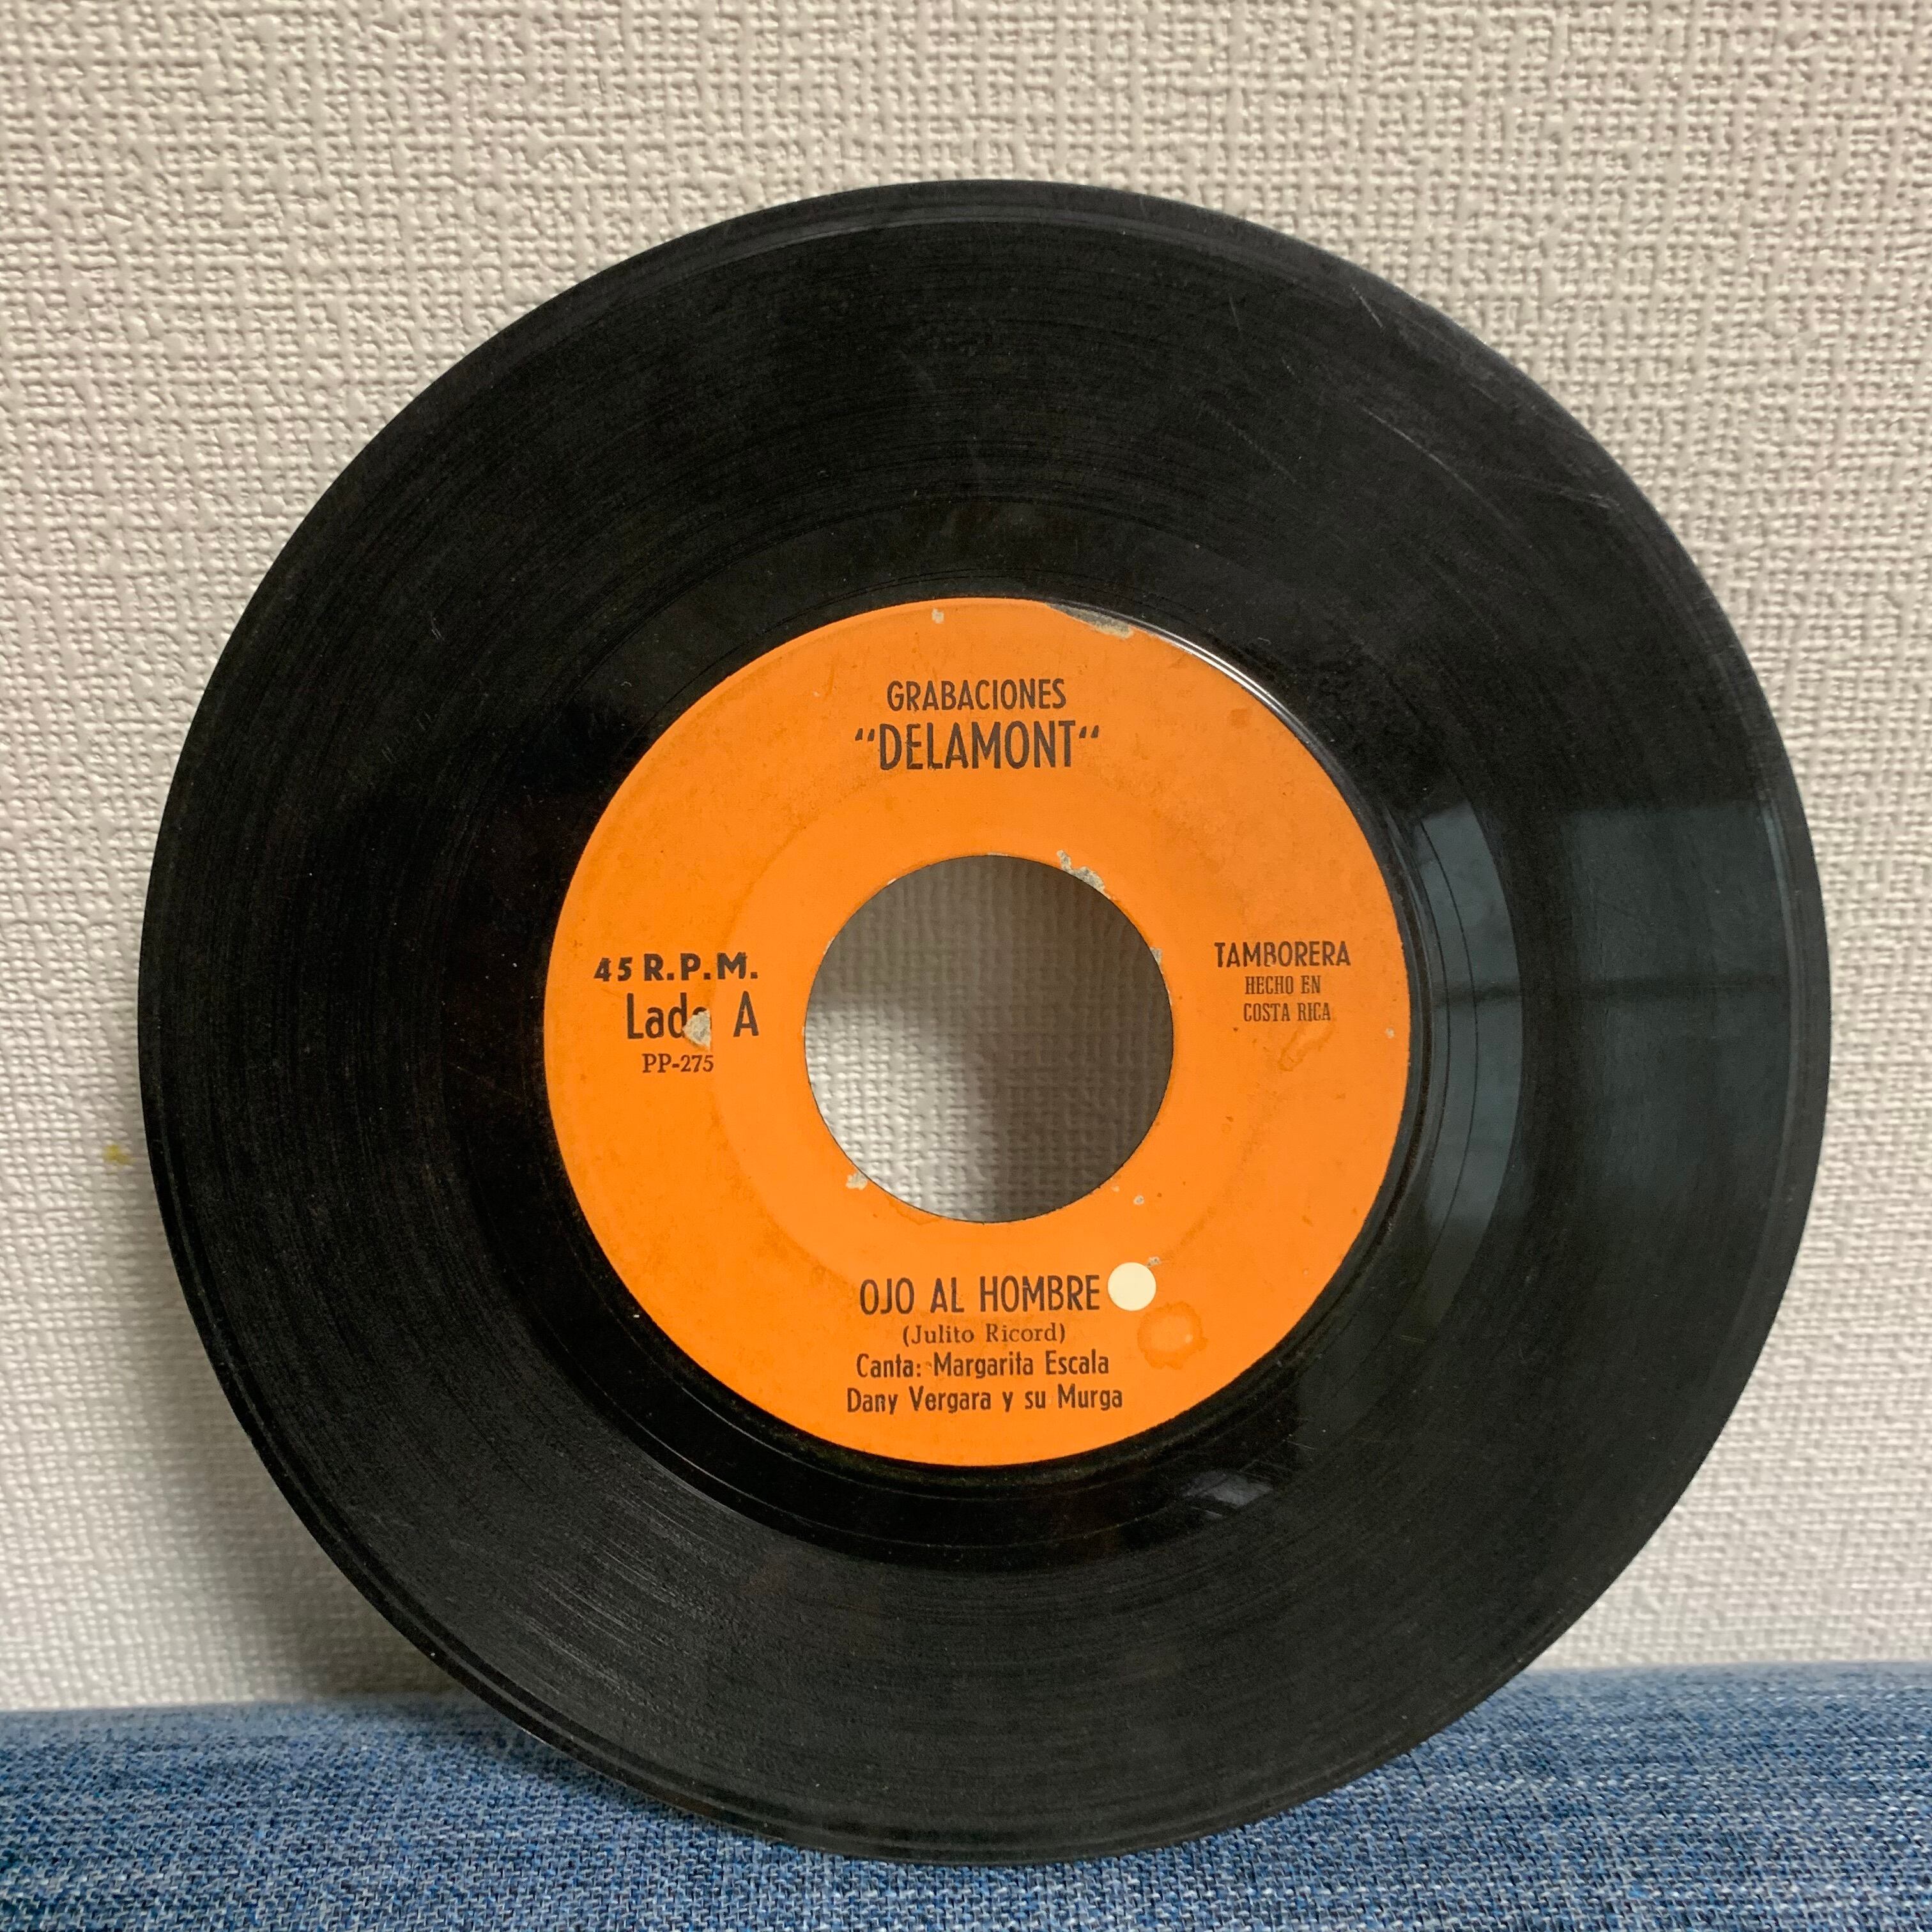 GRABACIONES
“DELAMONT“
45 R.P.M.
Lado A
PP-275
TAMBORERA
HECHO EN
COSTA RICA
OJO AL HOMBRE
(Julito Ricord)
Canta: Margarita Escala
Dany Vergara y su Murga